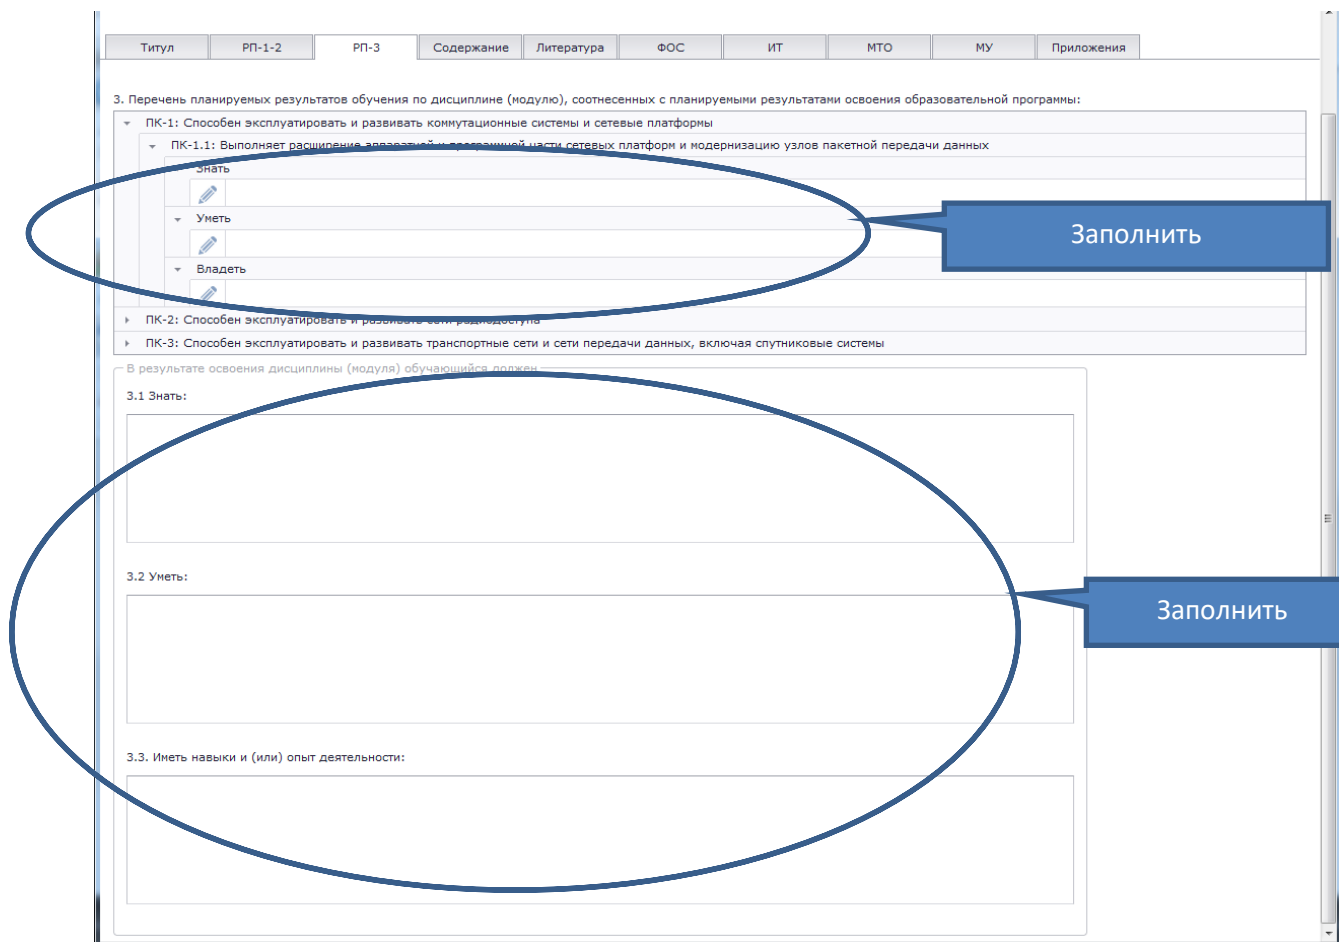 Титул РП-1-2 РП-3 Содержание Литература ФОС ИТ МТО МУ Приложения
3. Перечень планируемых результатов обучения по дисциплине (модулю), соотнесенных с планируемыми результатами освоения образовательной программы:
ПК-1: Способен эксплуатировать и развивать коммутационные системы и сетевые платформы
ПК-1.1: Выполняет расширение аппаратной и программной части сетевых платформ и модернизацию узлов пакетной передачи данных
Знать
Уметь
Заполнить
Владеть
ПК-2: Способен эксплуатировать и развивать сети радиодоступа
ПК-3: Способен эксплуатировать и развивать транспортные сети и сети передачи данных, включая спутниковые системы
В результате освоения дисциплины (модуля) обучающийся должен
3.1 Знать:
3.2 Уметь:
Заполнить
3.3. Иметь навыки и (или) опыт деятельности: